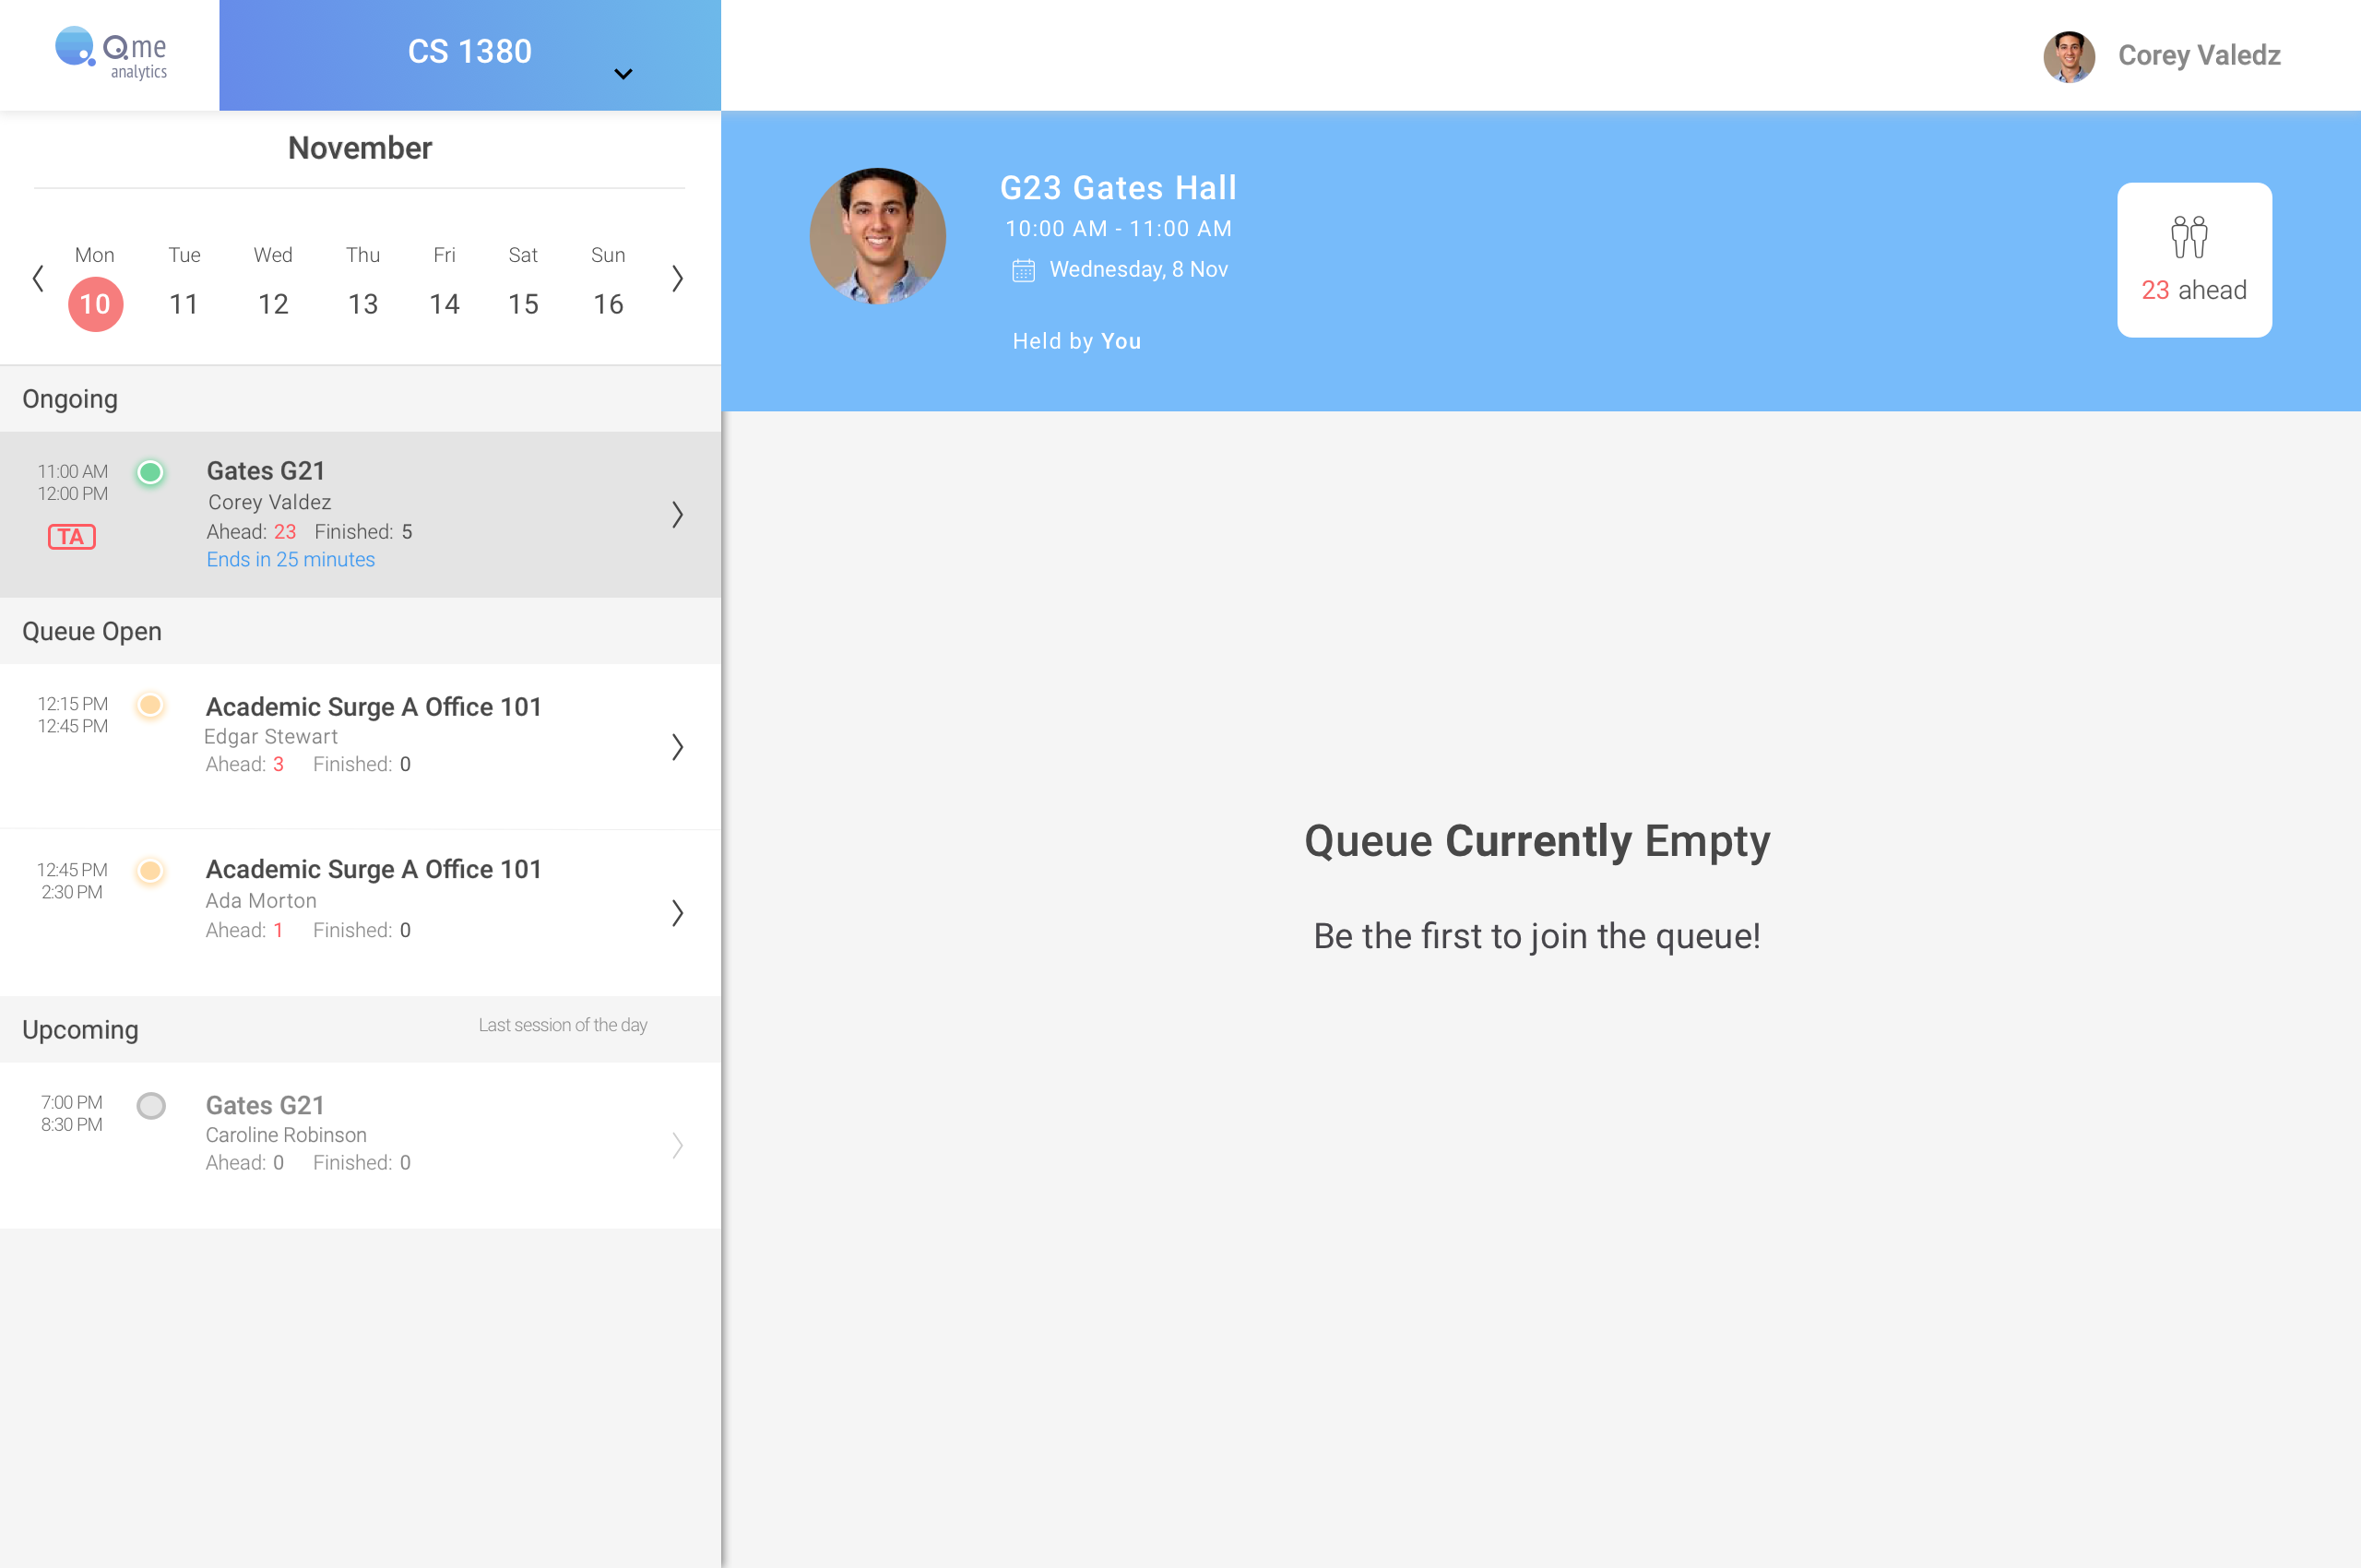 Qme
analytics
CS 1380
Corey Valedz
November
Mon Tue Wed Thu Fri Sat Sun
10 11 12 13 14 15 16
Ongoing
11:00 AM
12:00 PM
TA
Gates G21
Corey Valdez
Ahead: 23 Finished: 5
Ends in 25 minutes
Queue Open
12:15 PM
12:45 PM
Academic Surge A Office 101
Edgar Stewart
Ahead: 3 Finished: 0
12:45 PM
2:30 PM
Academic Surge A Office 101
Ada Morton
Ahead: 1 Finished: 0
Upcoming
Last session of the day
7:00 PM
8:30 PM
Gates G21
Caroline Robinson
Ahead: 0 Finished: 0
G23 Gates Hall
10:00 AM - 11:00 AM
Wednesday, 8 Nov
Held by You
23 ahead
Queue Currently Empty
Be the first to join the queue!